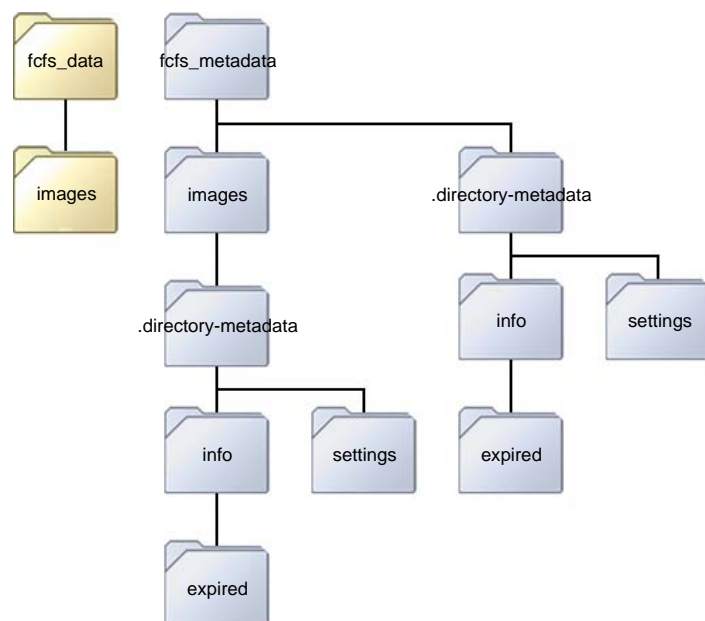 fcfs_data
fcfs_metadata
images
images
.directory-metadata
.directory-metadata
info
settings
info
settings
expired
expired